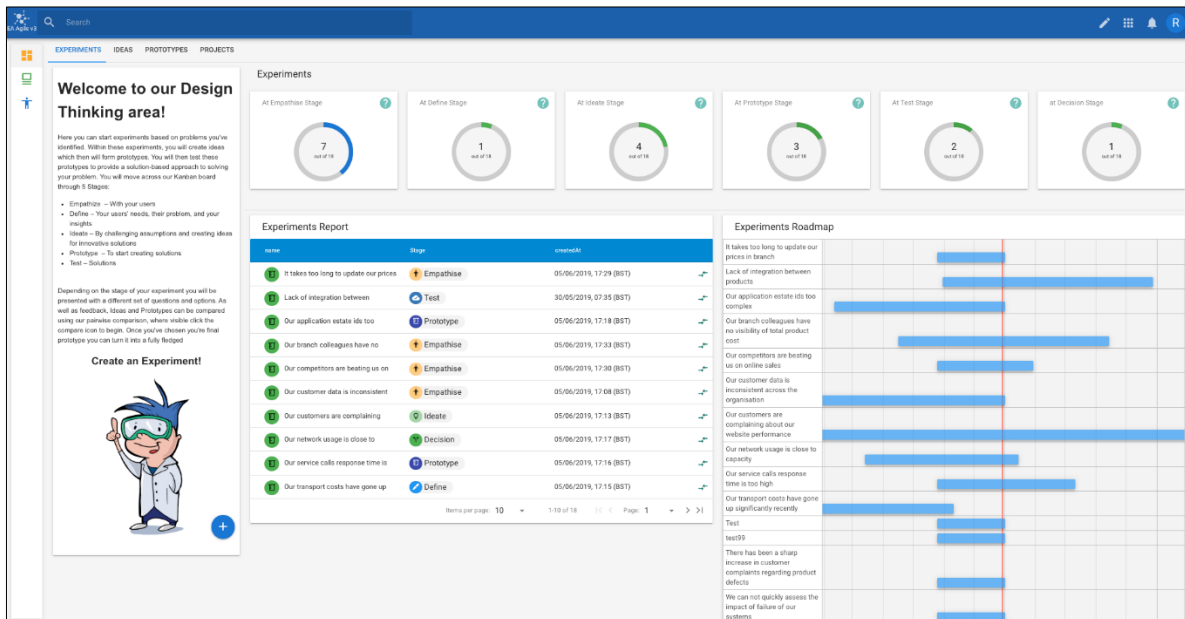 EA Agile v3
Search
R
EXPERIMENTS IDEAS PROTOTYPES PROJECTS
Welcome to our Design
Thinking area!
Here you can start experiments based on problems you've
identified. Within these experiments, you will create ideas
which then will form prototypes. You will then test these
prototypes to provide a solution-based approach to solving
your problem. You will move across our Kanban board
through 5 Stages:
• Empathize – With your users
• Define – Your users' needs, their problem, and your
insights
• Ideate – By challenging assumptions and creating ideas
for innovative solutions
• Prototype – To start creating solutions
• Test – Solutions
Depending on the stage of your experiment you will be
presented with a different set of questions and options. As
well as feedback, Ideas and Prototypes can be compared
using our pairwise comparison, where visible click the
compare icon to begin. Once you've chosen you're final
prototype you can turn it into a fully fledged
Create an Experiment!
Experiments
At Empathise Stage ?
7
out of 18
At Define Stage ?
1
out of 18
At Ideate Stage ?
4
out of 18
At Prototype Stage ?
3
out of 18
At Test Stage ?
2
out of 18
at Decision Stage ?
1
out of 18
Experiments Report
name Stage createdAt
It takes too long to update our prices Empathise 05/06/2019, 17:29 (BST)
Lack of integration between Test 30/05/2019, 07:35 (BST)
Our application estate ids too Prototype 05/06/2019, 17:18 (BST)
Our branch colleagues have no Empathise 05/06/2019, 17:33 (BST)
Our competitors are beating us on Empathise 05/06/2019, 17:30 (BST)
Our customer data is inconsistent Empathise 05/06/2019, 17:08 (BST)
Our customers are complaining Ideate 05/06/2019, 17:13 (BST)
Our network usage is close to Decision 05/06/2019, 17:17 (BST)
Our service calls response time is Prototype 05/06/2019, 17:16 (BST)
Our transport costs have gone up Define 05/06/2019, 17:15 (BST)
Items per page: 10 1-10 of 18 Page: 1
Experiments Roadmap
It takes too long to update our
prices in branch
Lack of integration between
products
Our application estate ids too
complex
Our branch colleagues have
no visibility of total product
cost
Our competitors are beating
us on online sales
Our customer data is
inconsistent across the
organisation
Our customers are
complaining about our
website performance
Our network usage is close to
capacity
Our service calls response
time is too high
Our transport costs have gone
up significantly recently
Test
test99
There has been a sharp
increase in customer
complaints regarding product
defects
We can not quickly assess the
impact of failure of our
systems